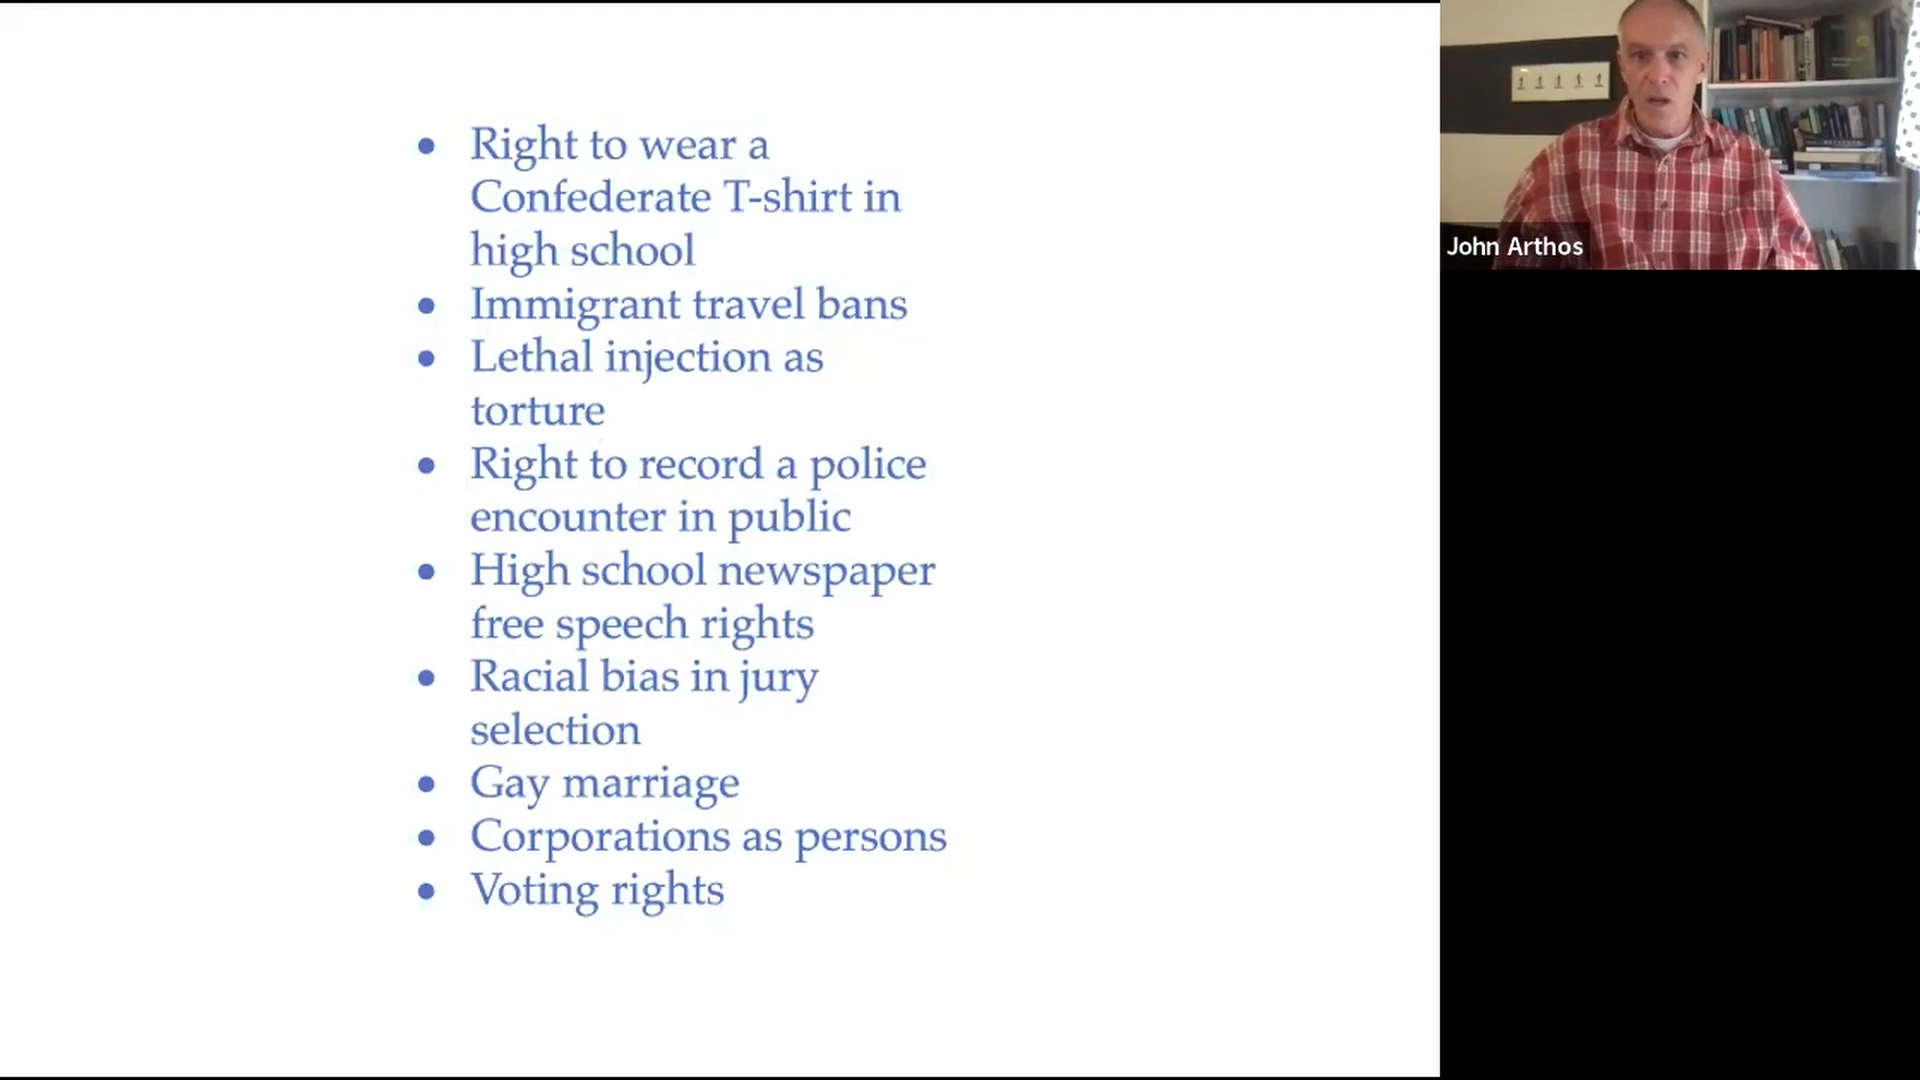 • Right to wear a
Confederate T-shirt in
high school
• Immigrant travel bans
• Lethal injection as
torture
• Right to record a police
encounter in public
• High school newspaper
free speech rights
• Racial bias in jury
selection
• Gay marriage
• Corporations as persons
• Voting rights
John Arthos